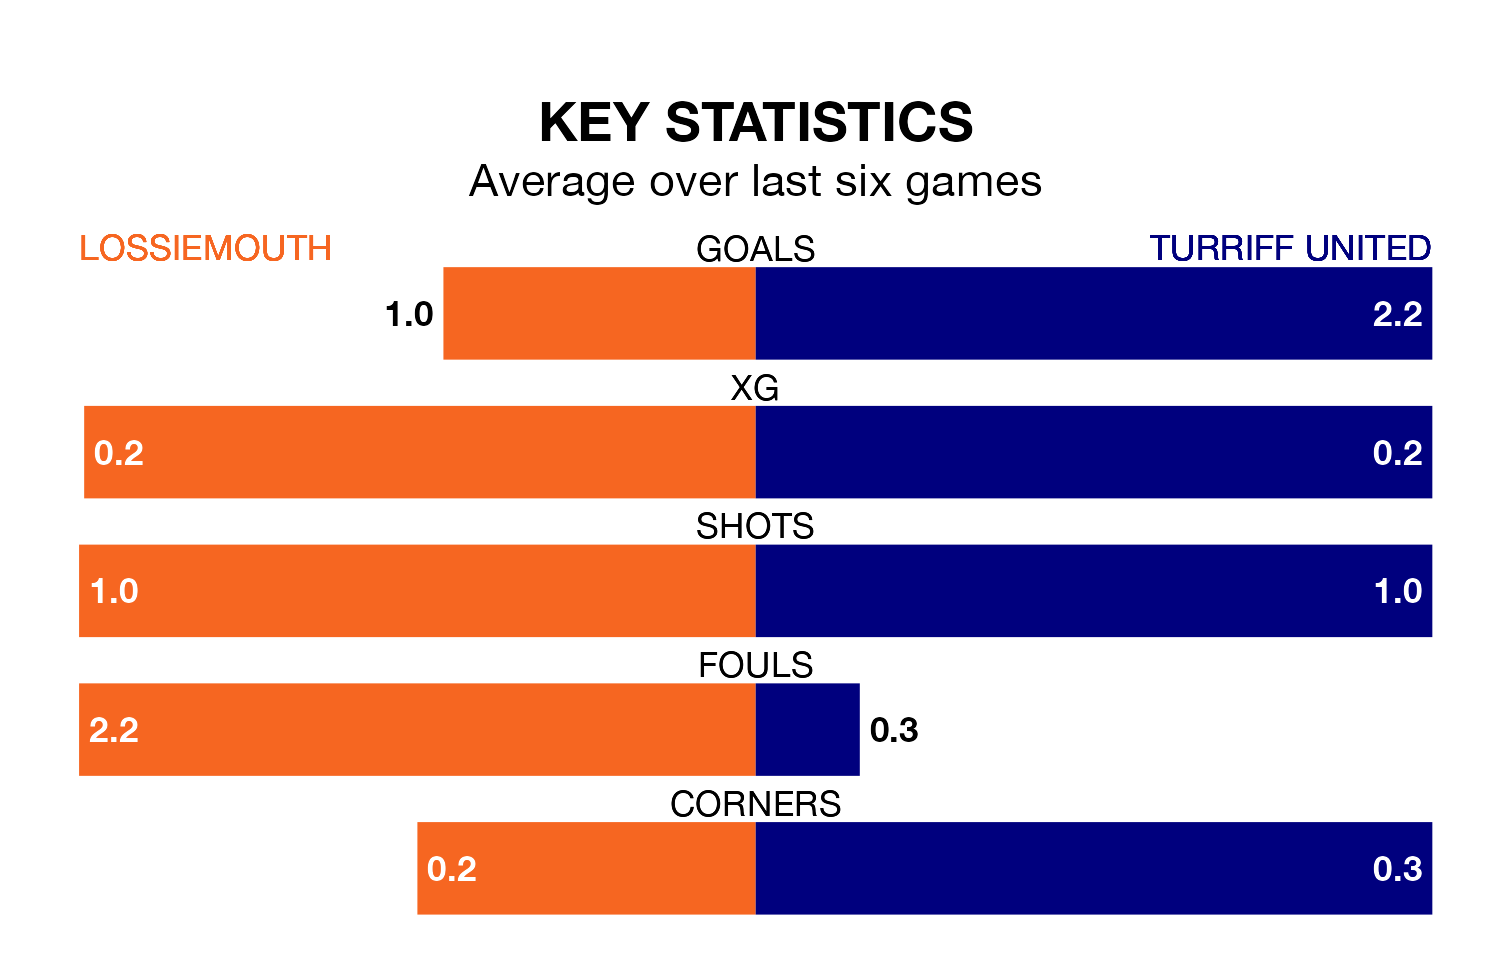 KEY STATISTICS
Average over last six games
LOSSIEMOUTH GOALS TURRIFF UNITED
1.0 2.2
XG
0.2 0.2
SHOTS
1.0 1.0
FOULS
2.2 0.3
CORNERS
0.2 0.3